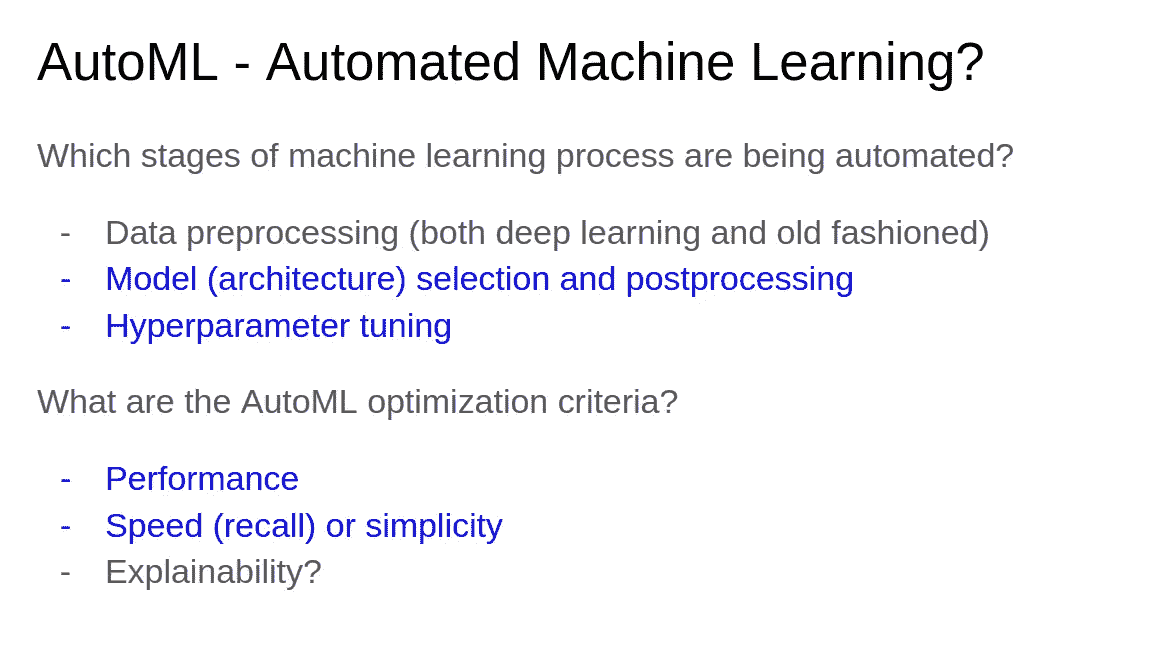 AutoML - Automated Machine Learning?
Which stages of machine learning process are being automated?
- Data preprocessing (both deep learning and old fashioned)
- Model (architecture) selection and postprocessing
- Hyperparameter tuning
What are the AutoML optimization criteria?
- Performance
- Speed (recall) or simplicity
- Explainability?